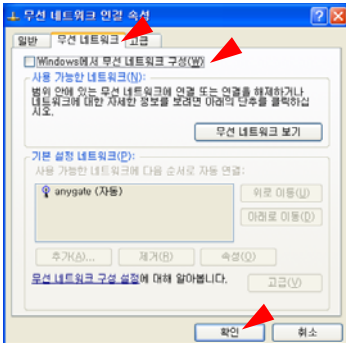 무선 네트워크 연결 속성
일반
무선 네트워크
고급
Windows에서 무선 네트워크 구성(W)
사용 가능한 네트워크(N):
범위 안에 있는 무선 네트워크에 연결 또는 연결을 해제하거나
네트워크에 대한 자세한 정보를 보려면 아래의 단추를 클릭하십
시오.
무선 네트워크 보기
기본 설정 네트워크(P):
사용 가능한 네트워크에 다음 순서로 자동 연결:
anygate (자동)
위로 이동(U)
아래로 이동(D)
추가(A)...
제거(R)
속성(O)
무선 네트워크 구성 설정에 대해 알아봅니다.
고급(V)
확인
취소